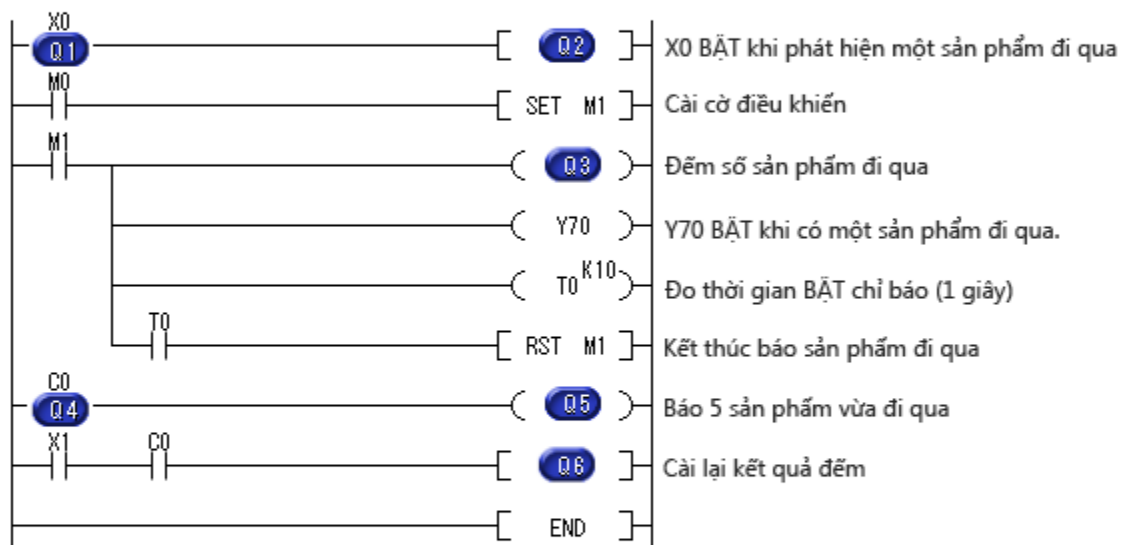 X0
Q1 Q2 X0 BẬT khi phát hiện một sản phẩm đi qua
M0
SET M1 Cài cờ điều khiển
M1
Q3 Đếm số sản phẩm đi qua
Y70 Y70 BẬT khi có một sản phẩm đi qua.
T0 K10 Đo thời gian BẬT chỉ báo (1 giây)
T0
RST M1 Kết thúc báo sản phẩm đi qua
C0
Q4 Q5 Báo 5 sản phẩm vừa đi qua
X1 C0
Q6 Cài lại kết quả đếm
END